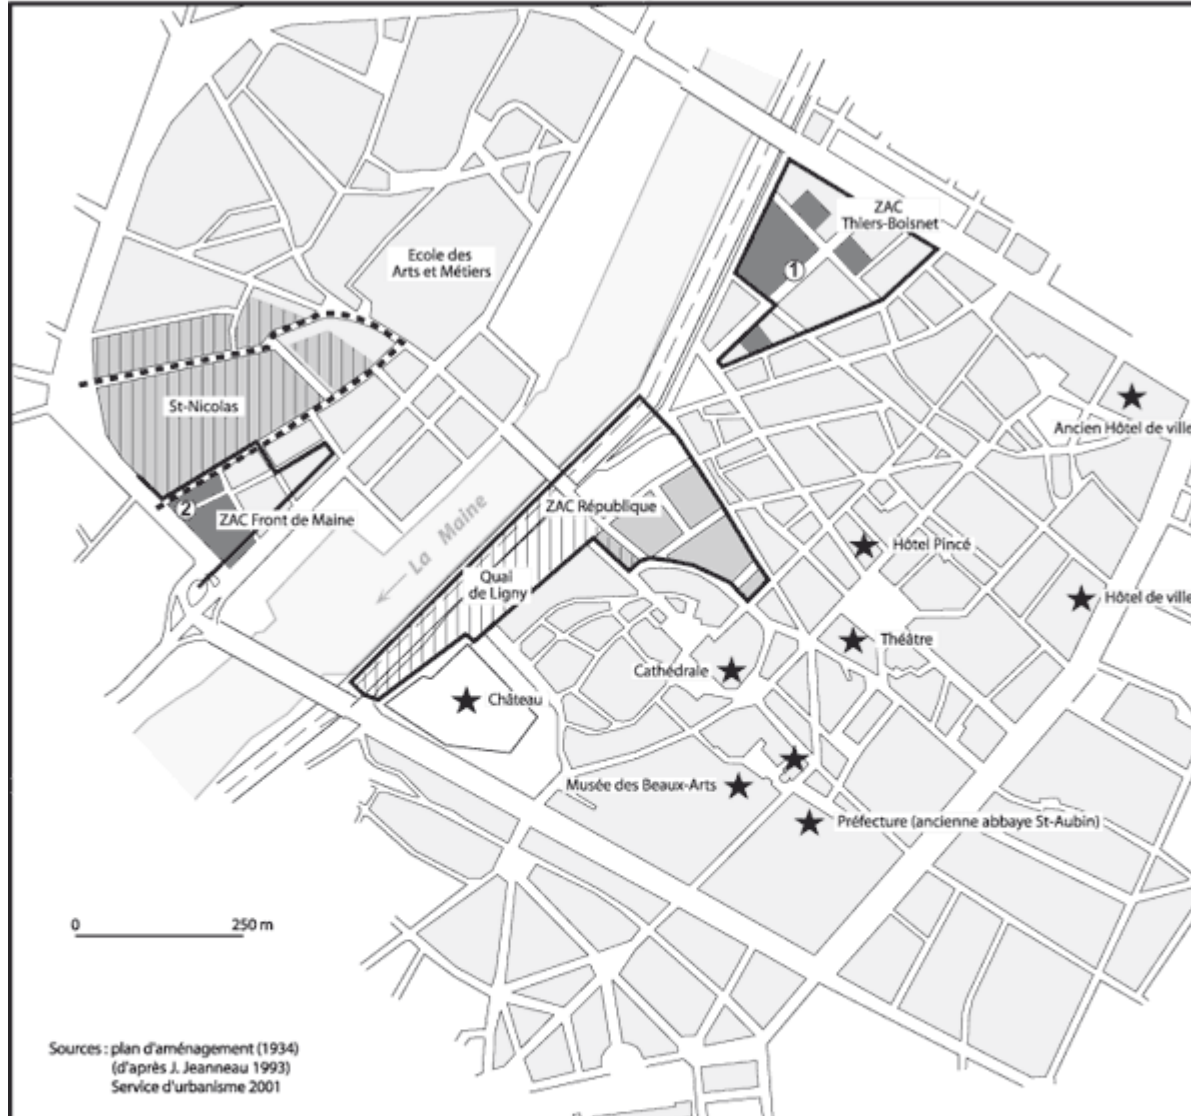 ZAC
Thiers-Boisnet
Ecole des
Arts et Métiers
1
St-Nicolas
Ancien Hôtel de ville
2
ZAC Front de Maine
La Maine
ZAC République
Quai
de Ligny
Hôtel Pincé
Hôtel de ville
Théâtre
Cathédrale
Château
Musée des Beaux-Arts
Préfecture (ancienne abbaye St-Aubin)
0 250 m
Sources : plan d'aménagement (1934)
(d'après J. Jeanneau 1993)
Service d'urbanisme 2001